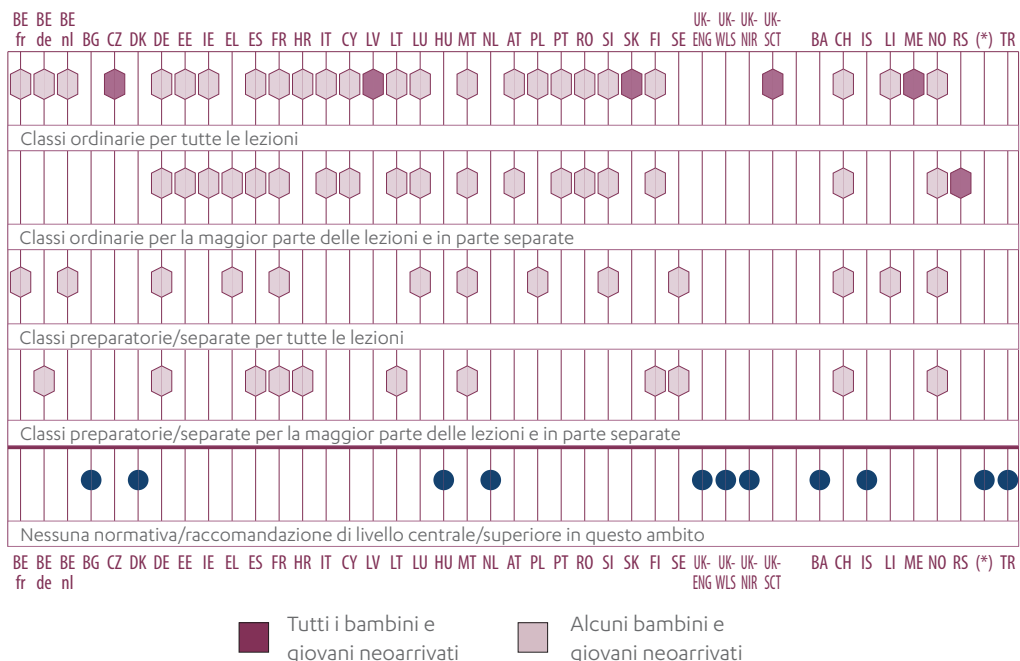 BE BE BE UK- UK- UK- UK-
fr de nl BG CZ DK DE EE IE EL ES FR HR IT CY LV LT LU HU MT NL AT PL PT RO SI SK FI SE ENG WLS NIR SCT BA CH IS LI ME NO RS (*) TR
Classi ordinarie per tutte le lezioni
Classi ordinarie per la maggior parte delle lezioni e in parte separate
Classi preparatorie/separate per tutte le lezioni
Classi preparatorie/separate per la maggior parte delle lezioni e in parte separate
Nessuna normativa/raccomandazione di livello centrale/superiore in questo ambito
BE BE BE BG CZ DK DE EE IE EL ES FR HR IT CY LV LT LU HU MT NL AT PL PT RO SI SK FI SE UK- UK- UK- UK- BA CH IS LI ME NO RS (*) TR
fr de nl ENG WLS NIR SCT
Tutti i bambini e
giovani neoarrivati
Alcuni bambini e
giovani neoarrivati